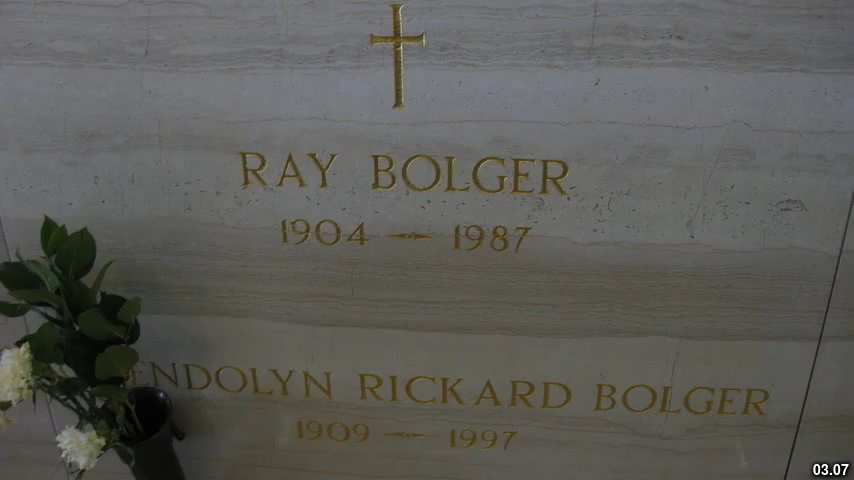 RAY BOLGER
1904 — 1987
ENDOLYN RICKARD BOLGER
1909 — 1997
03.07